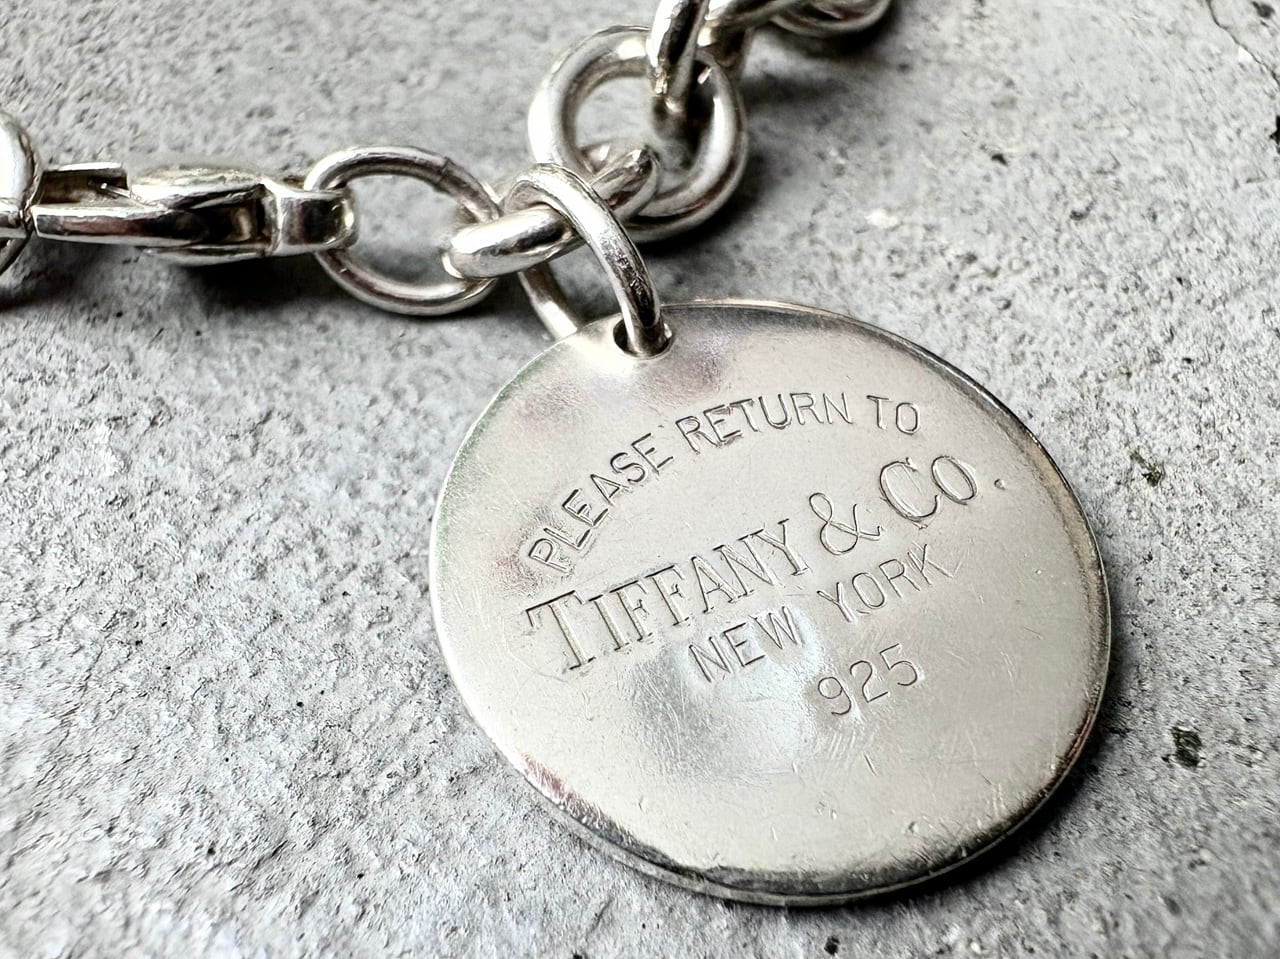 PLEASE RETURN TO
TIFFANY & CO.
NEW YORK
925